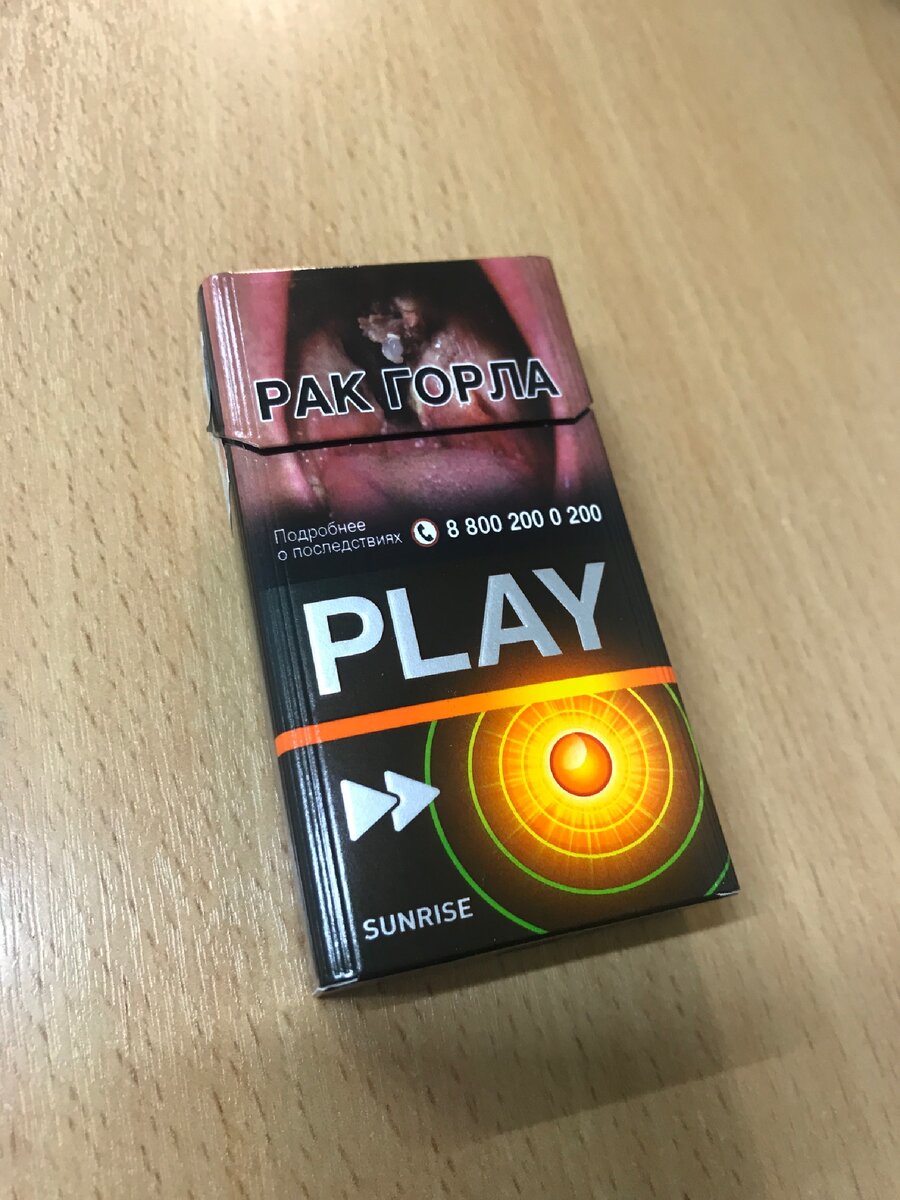 РАК ГОРЛА
Подробнее
о последствиях
8 800 200 0 200
PLAY
SUNRISE